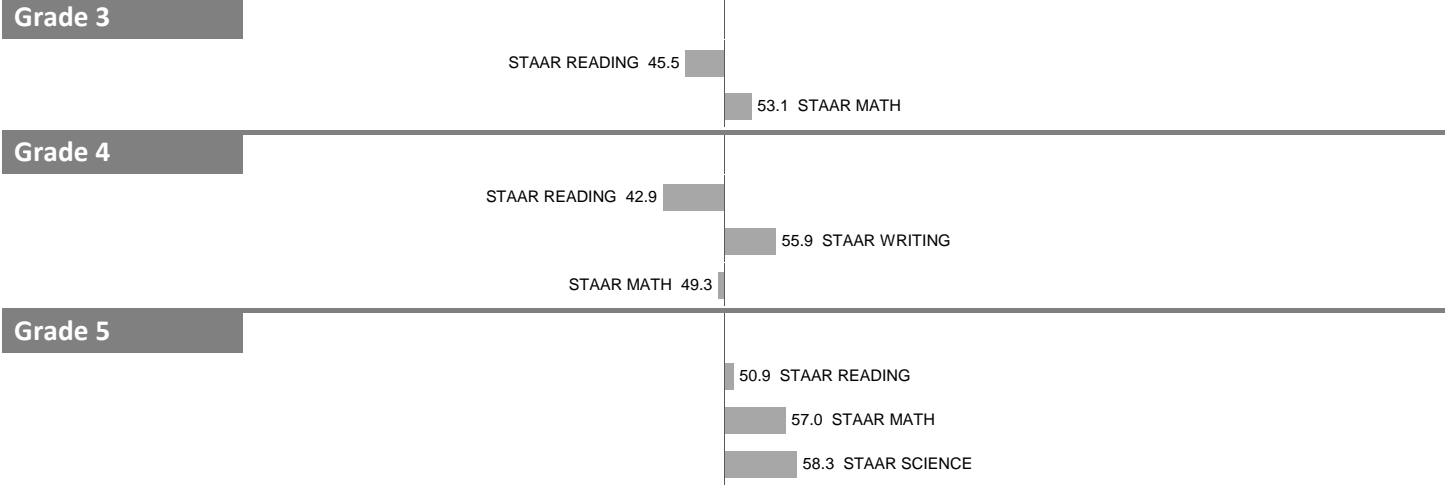 Grade 3
STAAR READING 45.5
53.1 STAAR MATH
Grade 4
STAAR READING 42.9
55.9 STAAR WRITING
STAAR MATH 49.3
Grade 5
50.9 STAAR READING
57.0 STAAR MATH
58.3 STAAR SCIENCE